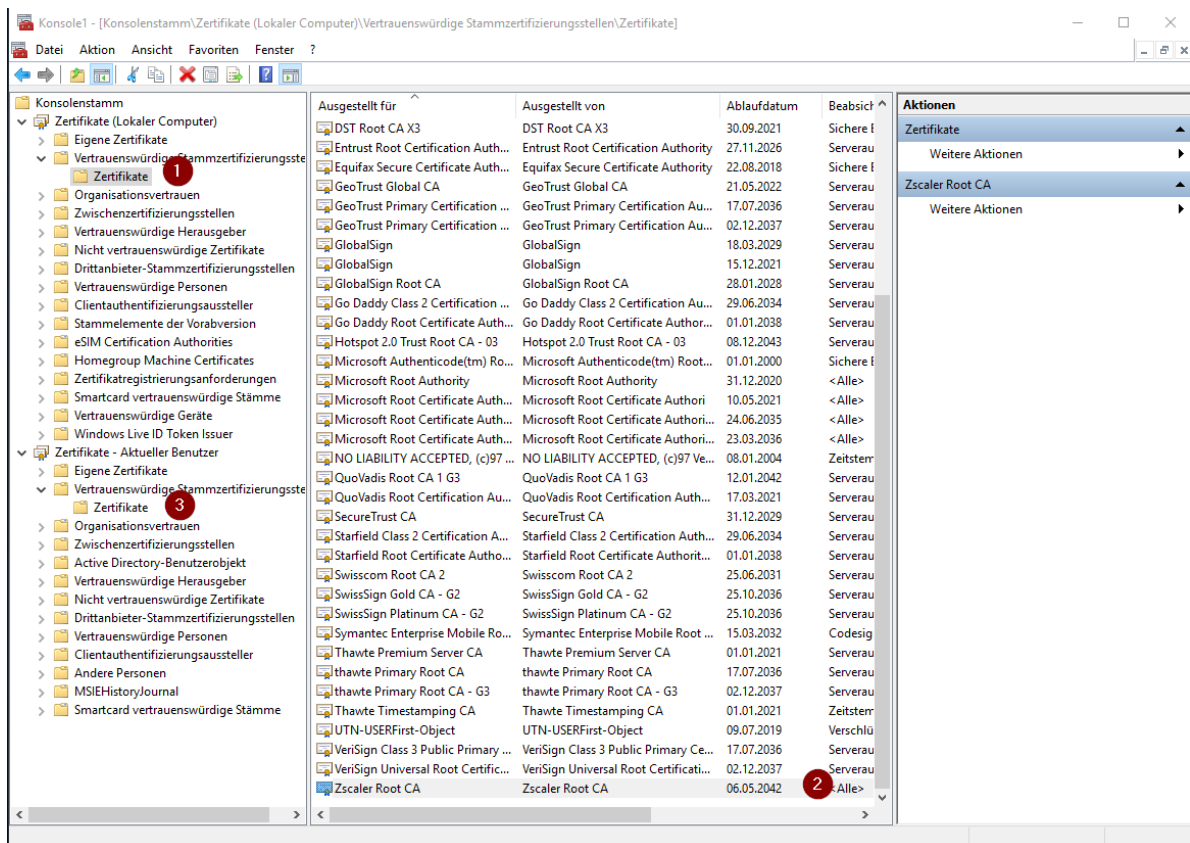 Konsole1 - [Konsolenstamm\Zertifikate (Lokaler Computer)\Vertrauenswürdige Stammzertifizierungsstellen\Zertifikate]
Datei Aktion Ansicht Favoriten Fenster ?
Konsolenstamm
Zertifikate (Lokaler Computer)
Eigene Zertifikate
Vertrauenswürdige Stammzertifizierungsste
Zertifikate
1
Organisationsvertrauen
Zwischenzertifizierungsstellen
Vertrauenswürdige Herausgeber
Nicht vertrauenswürdige Zertifikate
Drittanbieter-Stammzertifizierungsstellen
Vertrauenswürdige Personen
Clientauthentifizierungsaussteller
Stammelemente der Vorabversion
eSIM Certification Authorities
Homegroup Machine Certificates
Zertifikatregistrierungsanforderungen
Smartcard vertrauenswürdige Stämme
Vertrauenswürdige Geräte
Windows Live ID Token Issuer
Zertifikate - Aktueller Benutzer
Eigene Zertifikate
Vertrauenswürdige Stammzertifizierungsste
Zertifikate
3
Organisationsvertrauen
Zwischenzertifizierungsstellen
Active Directory-Benutzerobjekt
Vertrauenswürdige Herausgeber
Nicht vertrauenswürdige Zertifikate
Drittanbieter-Stammzertifizierungsstellen
Vertrauenswürdige Personen
Clientauthentifizierungsaussteller
Andere Personen
MSIEHistoryJournal
Smartcard vertrauenswürdige Stämme
Ausgestellt für Ausgestellt von Ablaufdatum Beabsich
DST Root CA X3 DST Root CA X3 30.09.2021 Sichere E
Entrust Root Certification Auth... Entrust Root Certification Authority 27.11.2026 Serverau
Equifax Secure Certificate Auth... Equifax Secure Certificate Authority 22.08.2018 Sichere E
GeoTrust Global CA GeoTrust Global CA 21.05.2022 Serverau
GeoTrust Primary Certification ... GeoTrust Primary Certification Au... 17.07.2036 Serverau
GeoTrust Primary Certification ... GeoTrust Primary Certification Au... 02.12.2037 Serverau
GlobalSign GlobalSign 18.03.2029 Serverau
GlobalSign GlobalSign 15.12.2021 Serverau
GlobalSign Root CA GlobalSign Root CA 28.01.2028 Serverau
Go Daddy Class 2 Certification ... Go Daddy Class 2 Certification Au... 29.06.2034 Serverau
Go Daddy Root Certificate Auth... Go Daddy Root Certificate Author... 01.01.2038 Serverau
Hotspot 2.0 Trust Root CA - 03 Hotspot 2.0 Trust Root CA - 03 08.12.2043 Serverau
Microsoft Authenticode(tm) Ro... Microsoft Authenticode(tm) Root... 01.01.2000 Sichere E
Microsoft Root Authority Microsoft Root Authority 31.12.2020 <Alle>
Microsoft Root Certificate Auth... Microsoft Root Certificate Authori 10.05.2021 <Alle>
Microsoft Root Certificate Auth... Microsoft Root Certificate Authori... 24.06.2035 <Alle>
Microsoft Root Certificate Auth... Microsoft Root Certificate Authori... 23.03.2036 <Alle>
NO LIABILITY ACCEPTED, (c)97 ... NO LIABILITY ACCEPTED, (c)97 Ve... 08.01.2004 Zeitstem
QuoVadis Root CA 1 G3 QuoVadis Root CA 1 G3 12.01.2042 Serverau
QuoVadis Root Certification Au... QuoVadis Root Certification Auth... 17.03.2021 Serverau
SecureTrust CA SecureTrust CA 31.12.2029 Serverau
Starfield Class 2 Certification A... Starfield Class 2 Certification Auth... 29.06.2034 Serverau
Starfield Root Certificate Autho... Starfield Root Certificate Authorit... 01.01.2038 Serverau
Swisscom Root CA 2 Swisscom Root CA 2 25.06.2031 Serverau
SwissSign Gold CA - G2 SwissSign Gold CA - G2 25.10.2036 Serverau
SwissSign Platinum CA - G2 SwissSign Platinum CA - G2 25.10.2036 Serverau
Symantec Enterprise Mobile Ro... Symantec Enterprise Mobile Root ... 15.03.2032 Codesig
Thawte Premium Server CA Thawte Premium Server CA 01.01.2021 Serverau
thawte Primary Root CA thawte Primary Root CA 17.07.2036 Serverau
thawte Primary Root CA - G3 thawte Primary Root CA - G3 02.12.2037 Serverau
Thawte Timestamping CA Thawte Timestamping CA 01.01.2021 Zeitstem
UTN-USERFirst-Object UTN-USERFirst-Object 09.07.2019 Verschlü
VeriSign Class 3 Public Primary ... VeriSign Class 3 Public Primary Ce... 17.07.2036 Serverau
VeriSign Universal Root Certific... VeriSign Universal Root Certificati... 02.12.2037 Serverau
Zscaler Root CA Zscaler Root CA 06.05.2042 2 <Alle>
Aktionen
Zertifikate
Weitere Aktionen
Zscaler Root CA
Weitere Aktionen